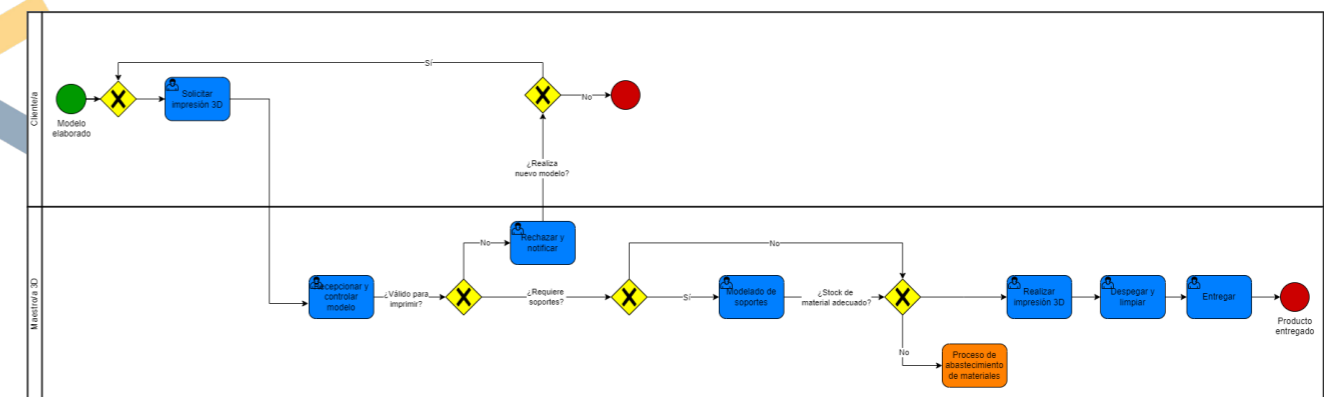 Cliente/a
Modelo
elaborado
Solicitar
impresión 3D
Sí
No
¿Realiza
nuevo modelo?
Maestro/a 3D
Recepcionar y
controlar
modelo
¿Válido para
imprimir?
No
Rechazar y
notificar
¿Requiere
soportes?
No
Sí
Modelado de
soportes
¿Stock de
material adecuado?
No
Proceso de
abastecimiento
de materiales
Realizar
impresión 3D
Despegar y
limpiar
Entregar
Producto
entregado